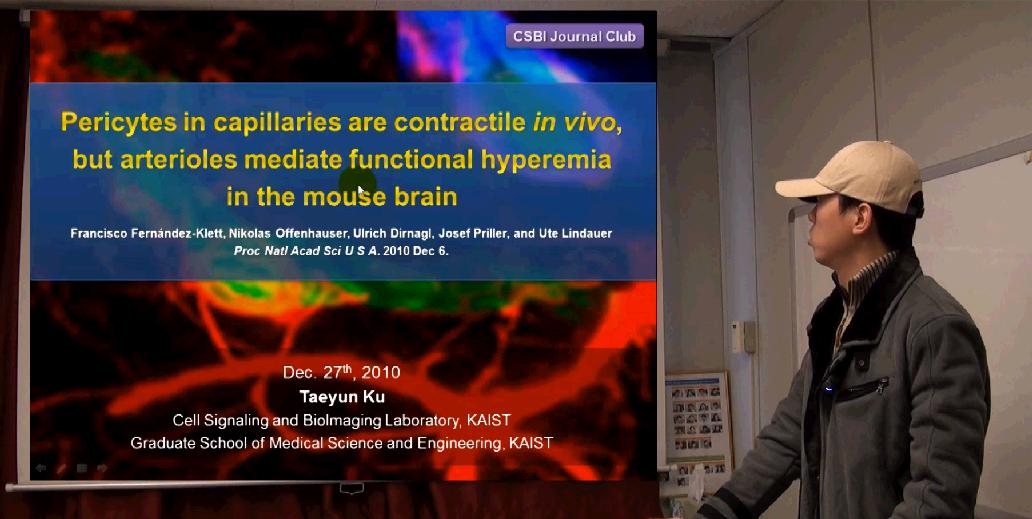 CSBI Journal Club
Pericytes in capillaries are contractile in vivo,
but arterioles mediate functional hyperemia
in the mouse brain
Francisco Fernández-Klett, Nikolas Offenhauser, Ulrich Dirnagl, Josef Priller, and Ute Lindauer
Proc Natl Acad Sci U S A. 2010 Dec 6.
Dec. 27th, 2010
Taeyun Ku
Cell Signaling and BioImaging Laboratory, KAIST
Graduate School of Medical Science and Engineering, KAIST